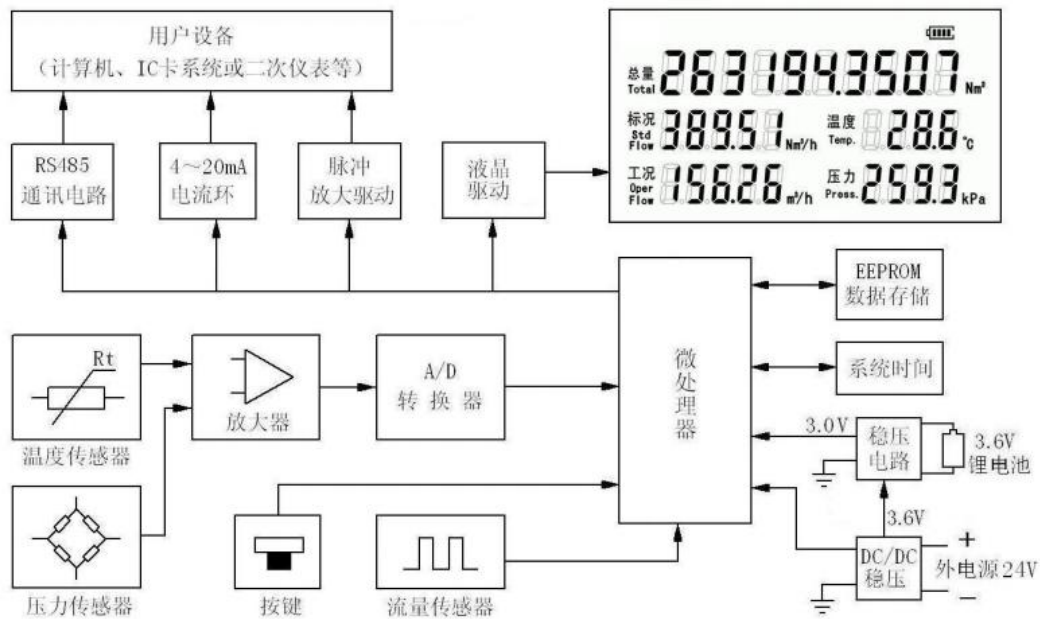 用户设备
（计算机、IC卡系统或二次仪表等）
总量
Total
263194.3507
Nm³
标况
Std
Flow
389.51
Nm³/h
温度
Temp.
28.6
℃
工况
Oper
Flow
156.26
m³/h
压力
Press.
259.3
kPa
RS485
通讯电路
4～20mA
电流环
脉冲
放大驱动
液晶
驱动
EEPROM
数据存储
微处理器
系统时间
Rt
温度传感器
放大器
A/D
转换器
3.0V
稳压
电路
3.6V
锂电池
3.6V
DC/DC
稳压
+
外电源24V
−
压力传感器
按键
流量传感器